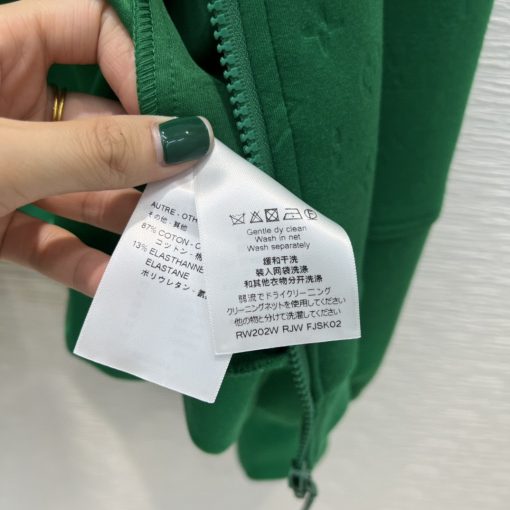 AUTRE - OTH
その他 其他
87% COTON - C
コットン - 棉
13% ELASTHANNE
ELASTANE
ポリウレタン -
Gentle dy clean
Wash in net
Wash separately
缓和干洗
装入网袋洗涤
和其他衣物分开洗涤
弱流でドライクリーニング
クリーニングネットを使用してください
他の物と分けて洗濯してください
RW202W RJW FJSK02